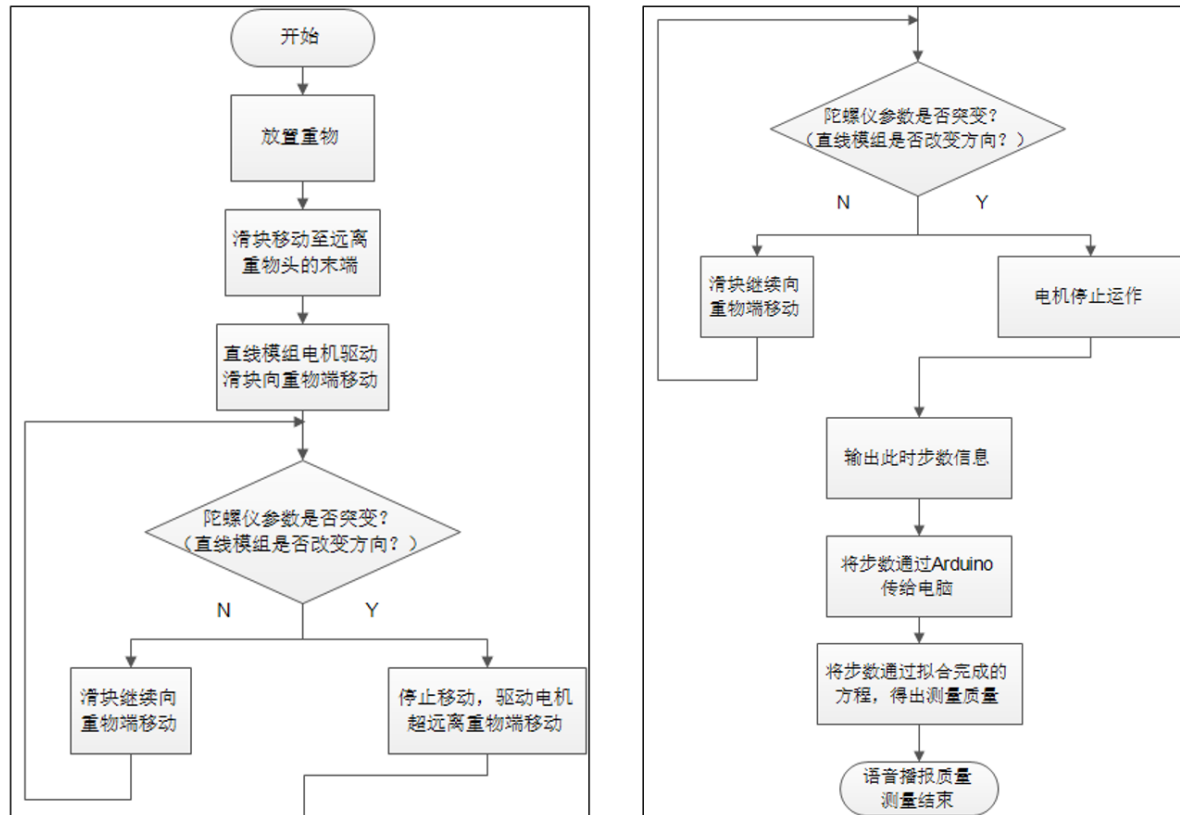 开始
放置重物
滑块移动至远离
重物头的末端
直线模组电机驱动
滑块向重物端移动
陀螺仪参数是否突变？
（直线模组是否改变方向？）
N
Y
滑块继续向
重物端移动
停止移动，驱动电机
超远离重物端移动
陀螺仪参数是否突变？
（直线模组是否改变方向？）
N
Y
滑块继续向
重物端移动
电机停止运作
输出此时步数信息
将步数通过Arduino
传给电脑
将步数通过拟合完成的
方程，得出测量质量
语音播报质量
测量结束